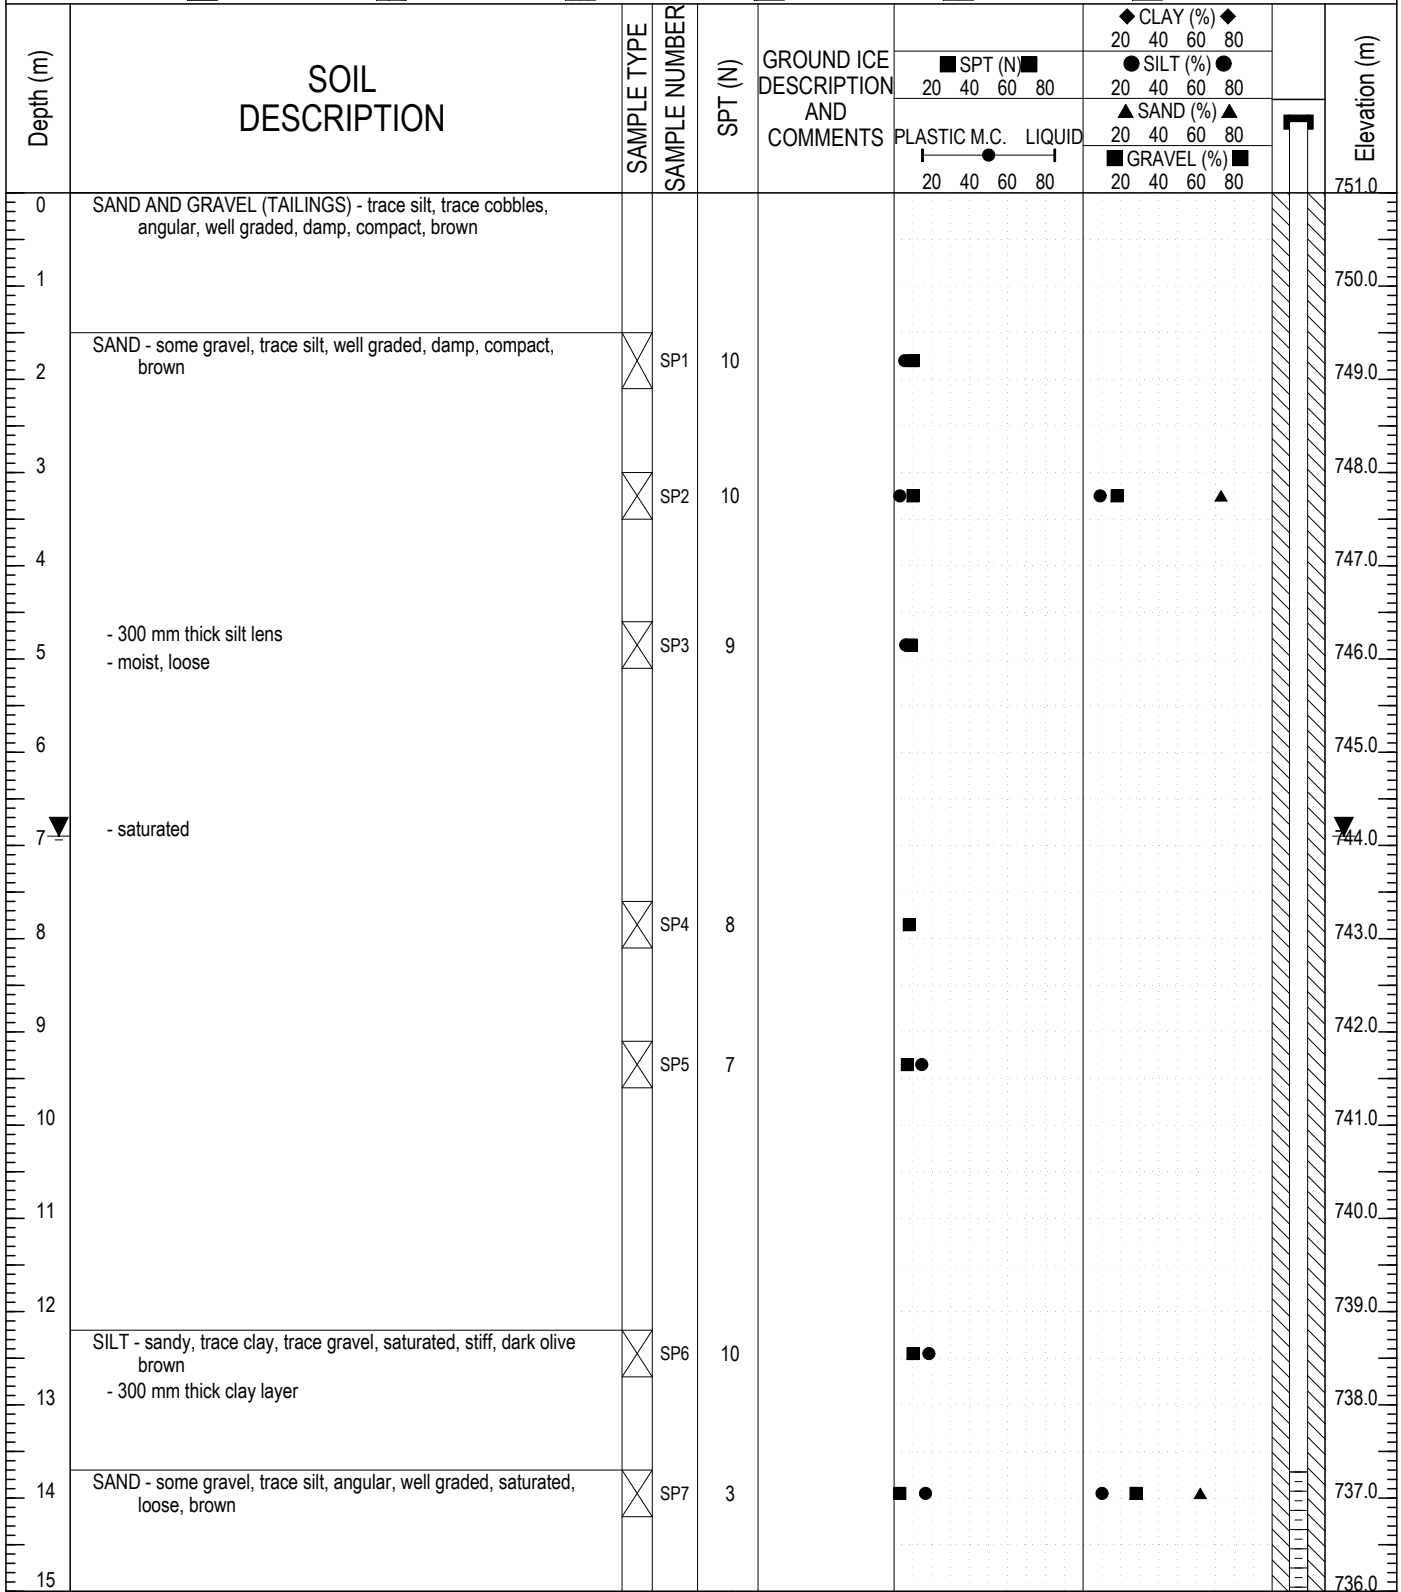 Depth (m)
SOIL
DESCRIPTION
SAMPLE TYPE
SAMPLE NUMBER
SPT (N)
GROUND ICE
DESCRIPTION
AND
COMMENTS
SPT (N)
20 40 60 80
PLASTIC M.C. LIQUID
20 40 60 80
CLAY (%)
20 40 60 80
SILT (%)
20 40 60 80
SAND (%)
20 40 60 80
GRAVEL (%)
20 40 60 80
Elevation (m)
751.0
0 SAND AND GRAVEL (TAILINGS) - trace silt, trace cobbles,
angular, well graded, damp, compact, brown
1 750.0
SAND - some gravel, trace silt, well graded, damp, compact,
brown
SP1 10
2 749.0
3 748.0
SP2 10
4 747.0
- 300 mm thick silt lens
SP3 9
5 746.0
- moist, loose
6 745.0
- saturated
7 744.0
SP4 8
8 743.0
9 742.0
SP5 7
10 741.0
11 740.0
12 739.0
SILT - sandy, trace clay, trace gravel, saturated, stiff, dark olive
brown
SP6 10
- 300 mm thick clay layer
13 738.0
SAND - some gravel, trace silt, angular, well graded, saturated,
loose, brown
SP7 3
14 737.0
15 736.0